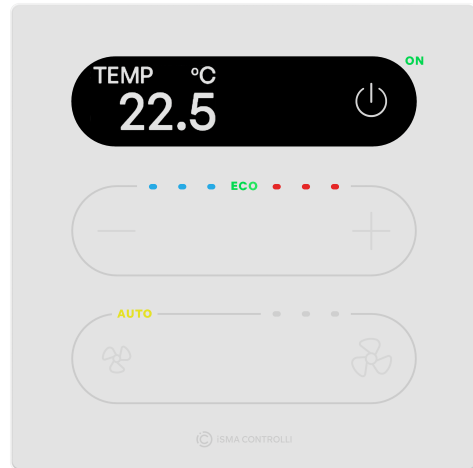 ON
TEMP °C
22.5
ECO
AUTO
iSMA CONTROLLI